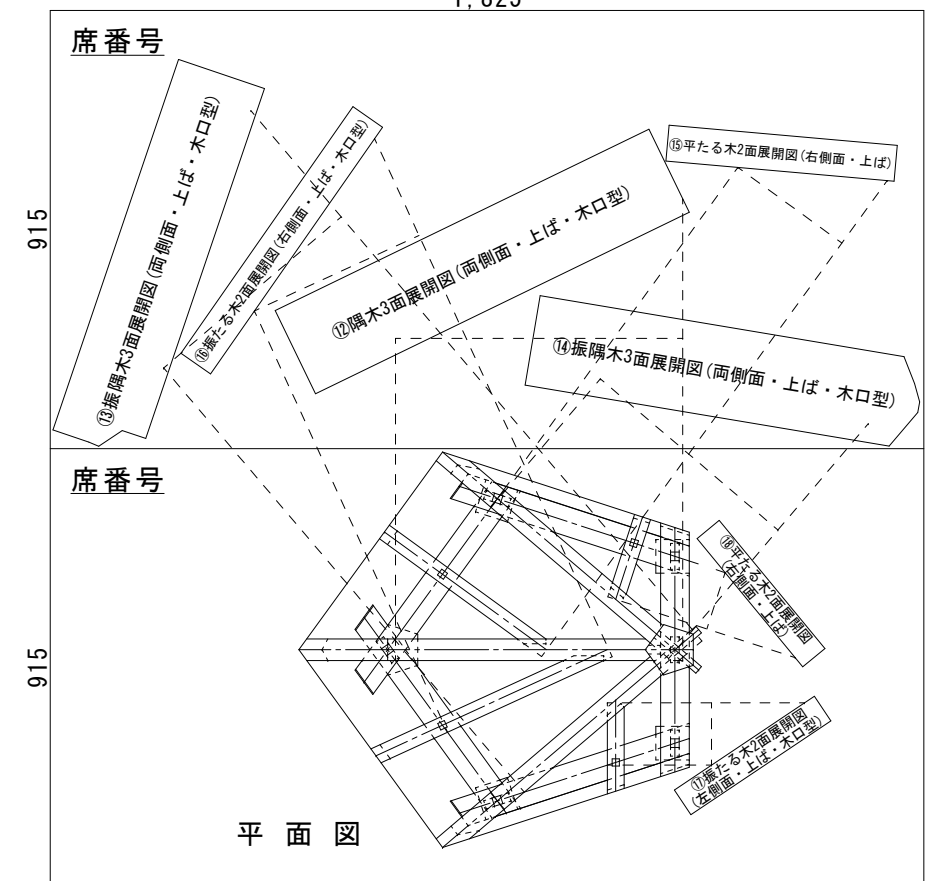 1,825
席番号
915
⑬振隅木3面展開図(両側面・上ば・木口型)
⑯振たる木2面展開図(右側面・上ば・木口型)
⑫隅木3面展開図(両側面・上ば・木口型)
⑮平たる木2面展開図(右側面・上ば)
⑭振隅木3面展開図(両側面・上ば・木口型)
席番号
915
⑱平たる木2面展開図
(右側面・上ば)
⑰振たる木2面展開図
(左側面・上ば・木口型)
平面図